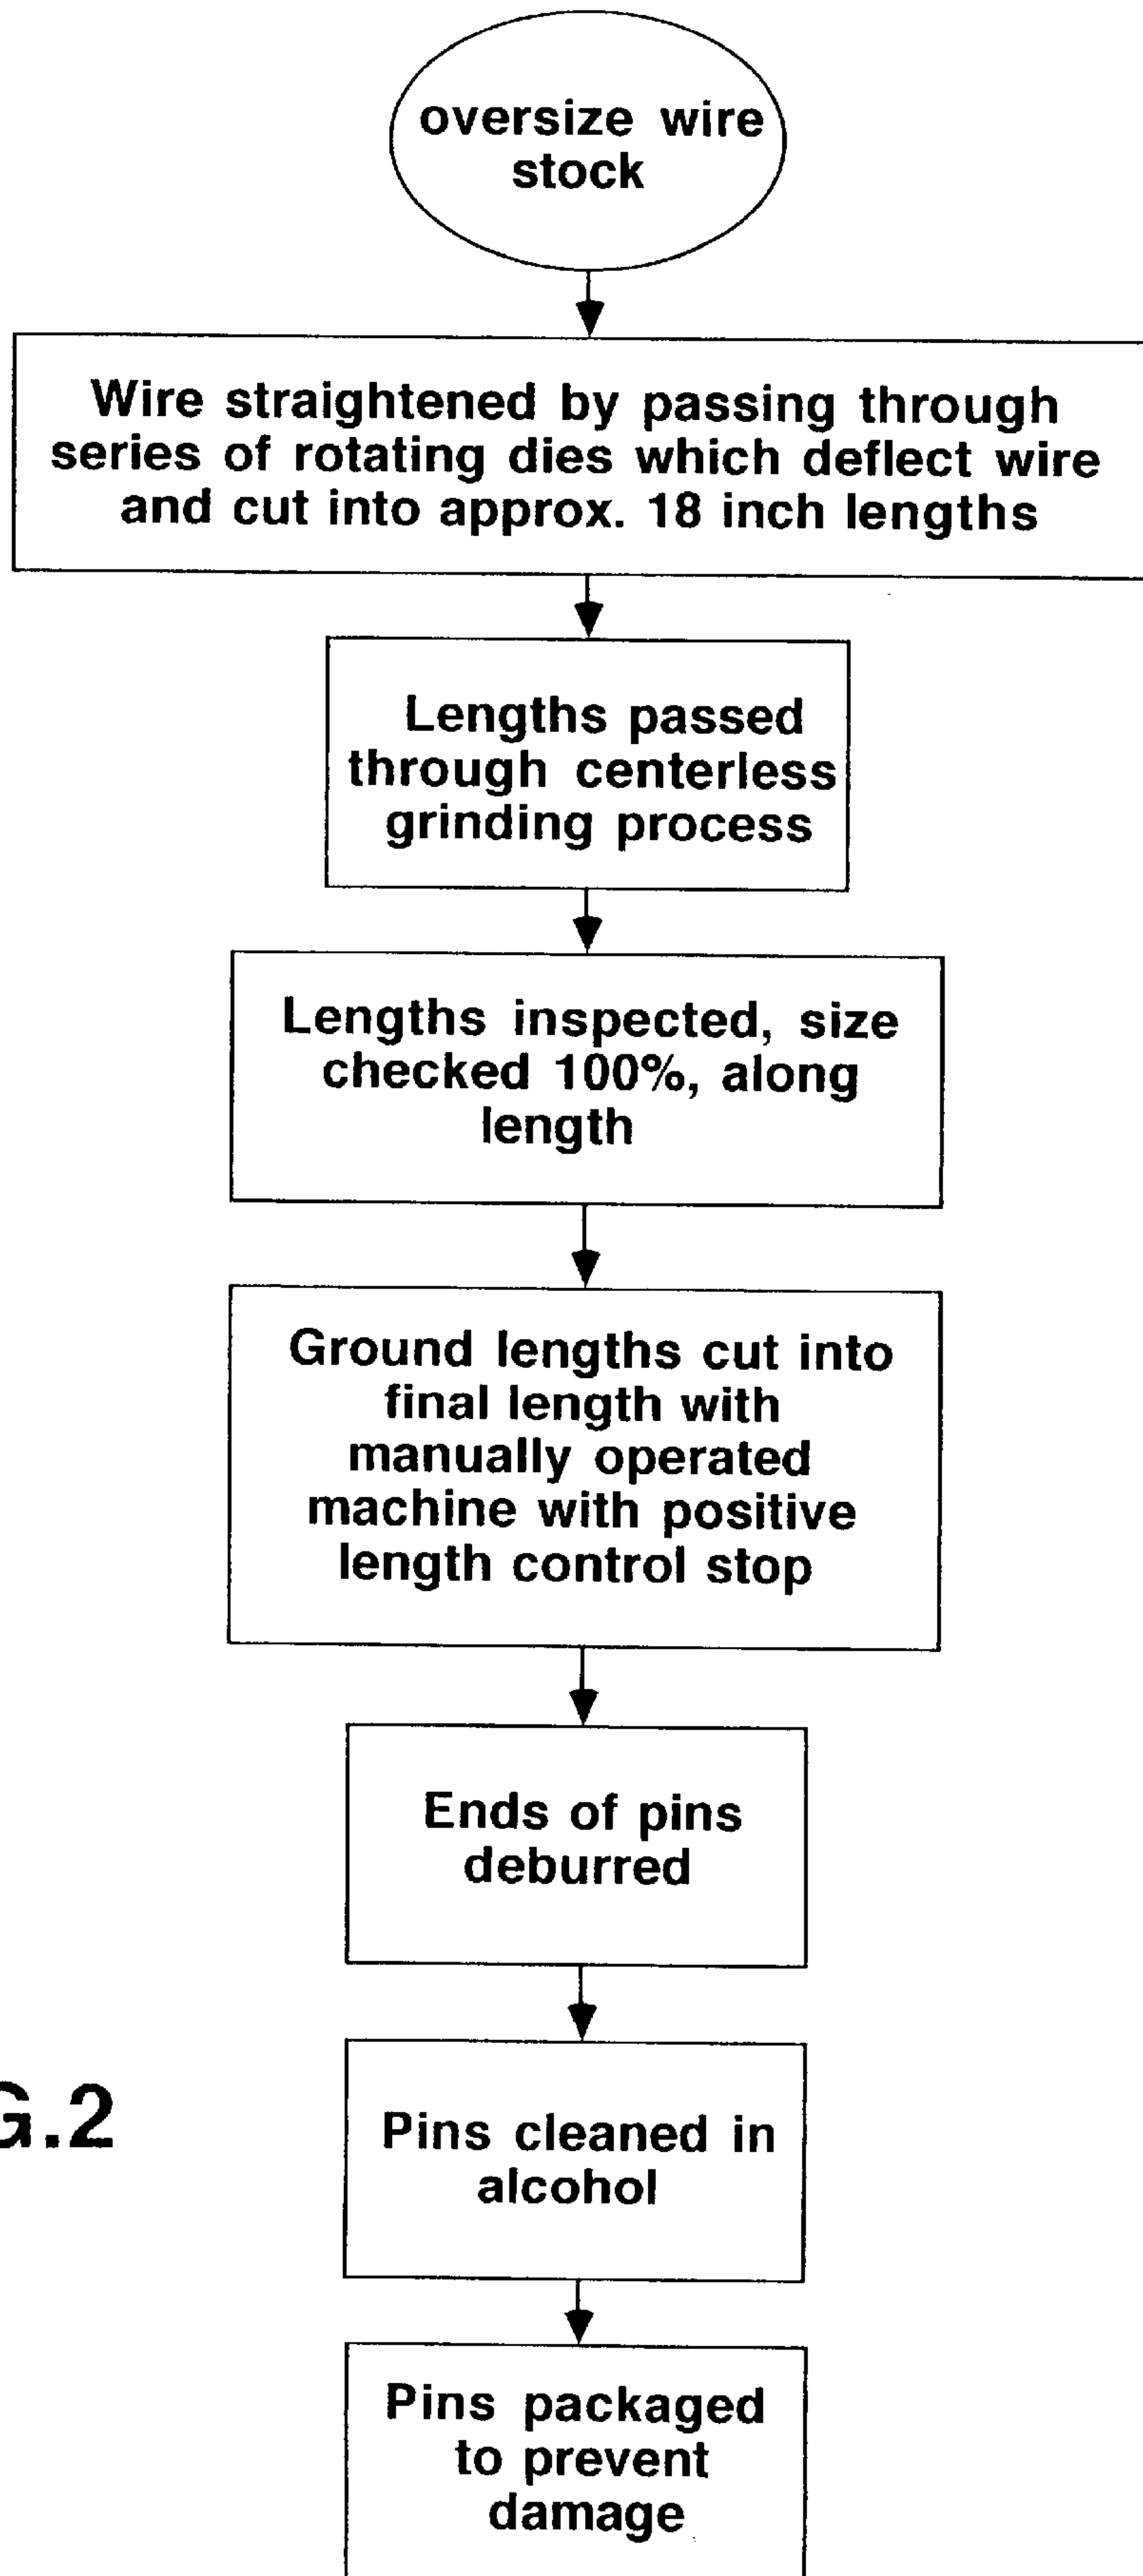 oversize wire
stock
Wire straightened by passing through
series of rotating dies which deflect wire
and cut into approx. 18 inch lengths
Lengths passed
through centerless
grinding process
Lengths inspected, size
checked 100%, along
length
Ground lengths cut into
final length with
manually operated
machine with positive
length control stop
Ends of pins
deburred
G.2
Pins cleaned in
alcohol
Pins packaged
to prevent
damage